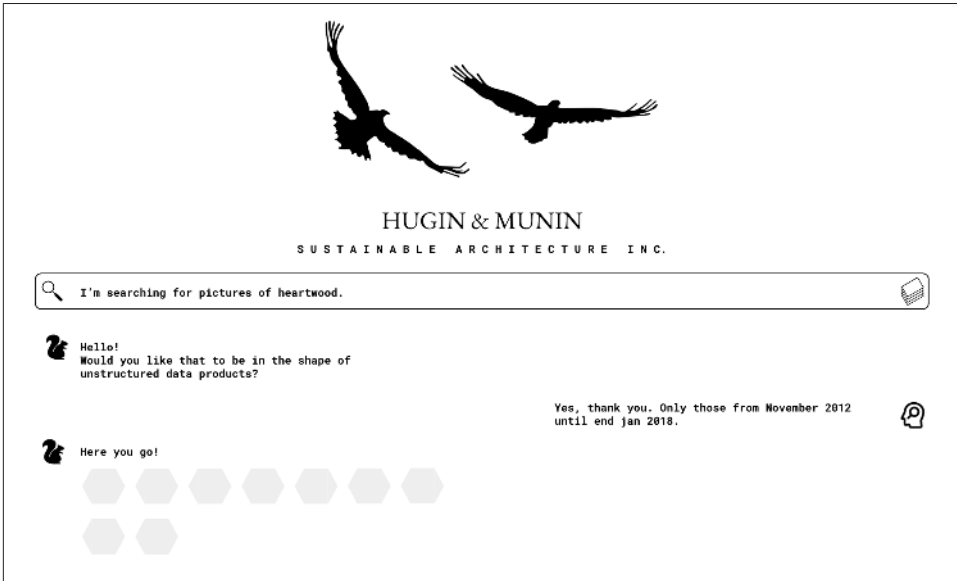 HUGIN & MUNIN
SUSTAINABLE ARCHITECTURE INC.
I'm searching for pictures of heartwood.
Hello!
Would you like that to be in the shape of
unstructured data products?
Yes, thank you. Only those from November 2012
until end jan 2018.
Here you go!